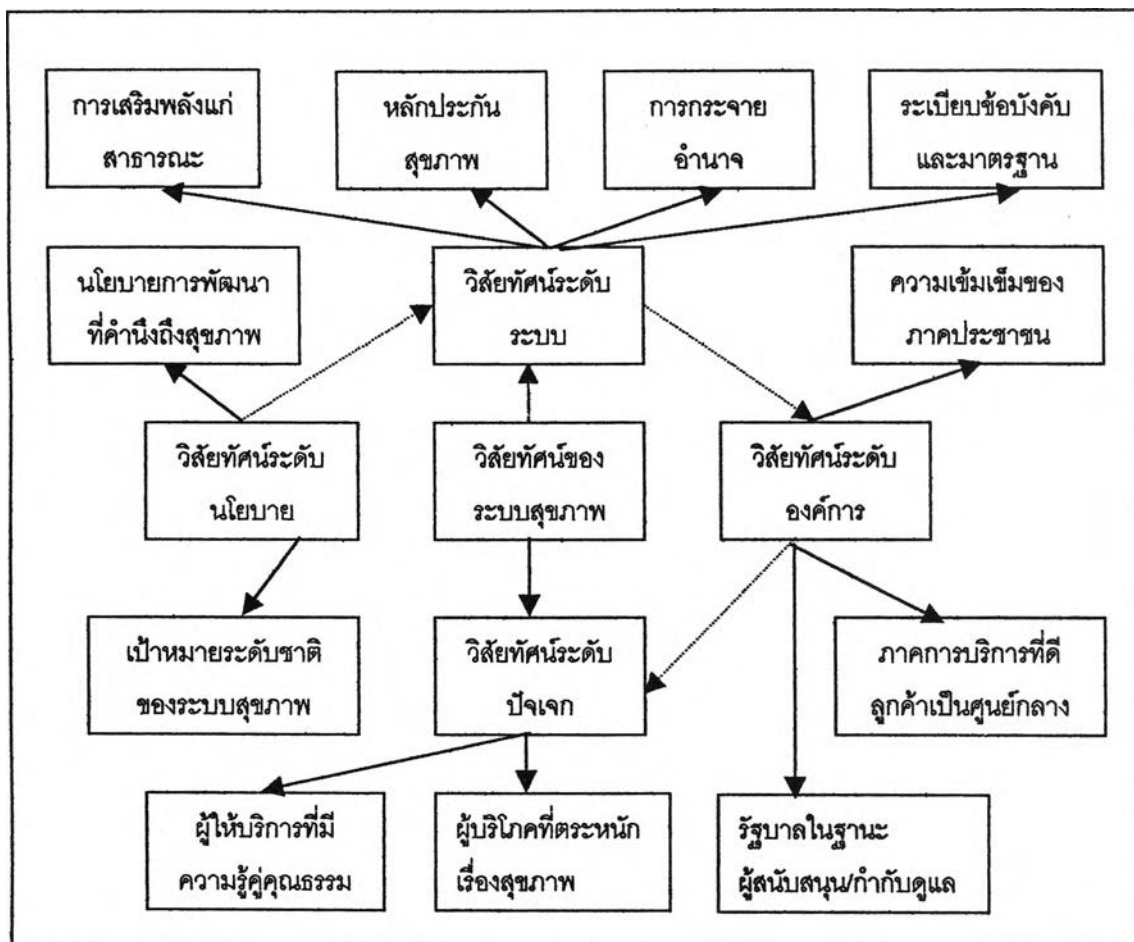 การเสริมพลังแก่
สาธารณะ
หลักประกัน
สุขภาพ
การกระจาย
อำนาจ
ระเบียบข้อบังคับ
และมาตรฐาน
นโยบายการพัฒนา
ที่คำนึงถึงสุขภาพ
วิสัยทัศน์ระดับ
ระบบ
ความเข้มเข็มของ
ภาคประชาชน
วิสัยทัศน์ระดับ
นโยบาย
วิสัยทัศน์ของ
ระบบสุขภาพ
วิสัยทัศน์ระดับ
องค์การ
เป้าหมายระดับชาติ
ของระบบสุขภาพ
วิสัยทัศน์ระดับ
ปัจเจก
ภาคการบริการที่ดี
ลูกค้าเป็นศูนย์กลาง
ผู้ให้บริการที่มี
ความรู้คู่คุณธรรม
ผู้บริโภคที่ตระหนัก
เรื่องสุขภาพ
รัฐบาลในฐานะ
ผู้สนับสนุน/กำกับดูแล